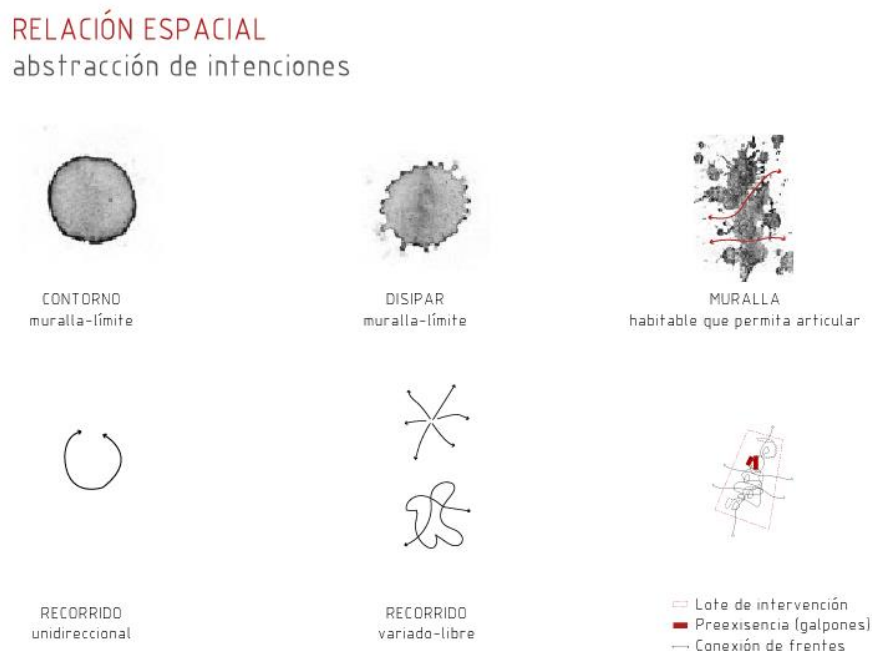 RELACIÓN ESPACIAL
abstracción de intenciones
CONTORNO
muralla-límite
DISIPAR
muralla-límite
MURALLA
habitable que permita articular
RECORRIDO
unidireccional
RECORRIDO
variado-libre
Lote de intervención
Preexisencia (galpones)
Conexión de frentes